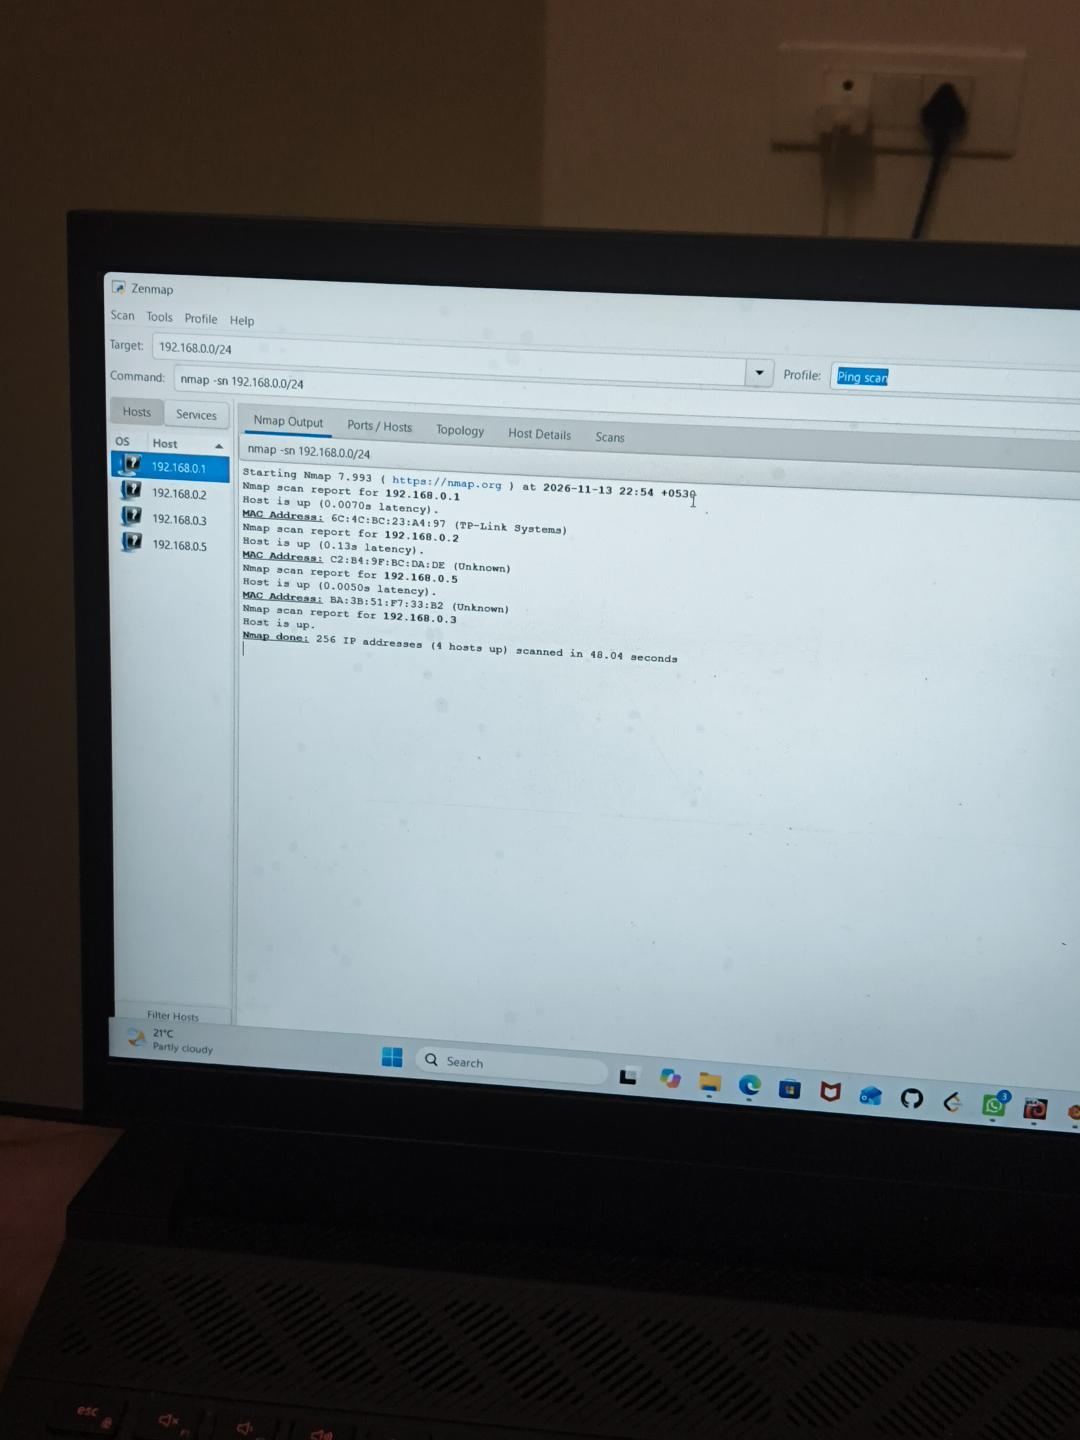 Zenmap
Scan Tools Profile Help
Target: 192.168.0.0/24
Command: nmap -sn 192.168.0.0/24 Profile: Ping scan
Hosts Services
Nmap Output Ports / Hosts Topology Host Details Scans
OS Host
192.168.0.1
192.168.0.2
192.168.0.3
192.168.0.5
nmap -sn 192.168.0.0/24
Starting Nmap 7.993 ( https://nmap.org ) at 2026-11-13 22:54 +0530
Nmap scan report for 192.168.0.1
Host is up (0.0070s latency).
MAC Address: 6C:4C:BC:23:A4:97 (TP-Link Systems)
Nmap scan report for 192.168.0.2
Host is up (0.13s latency).
MAC Address: C2:B4:9F:BC:DA:DE (Unknown)
Nmap scan report for 192.168.0.5
Host is up (0.0050s latency).
MAC Address: BA:3B:51:F7:33:B2 (Unknown)
Nmap scan report for 192.168.0.3
Host is up.
Nmap done: 256 IP addresses (4 hosts up) scanned in 48.04 seconds
Filter Hosts
21°C
Partly cloudy
Search
3
esc